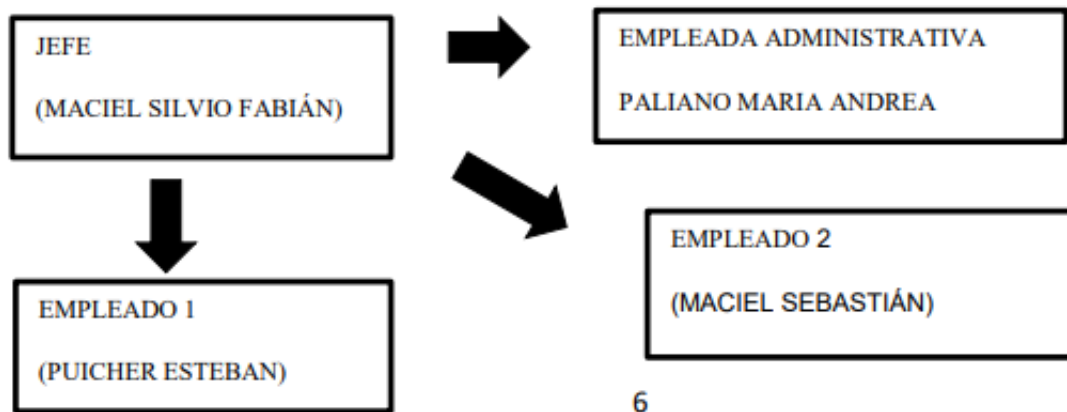 JEFE
(MACIEL SILVIO FABIÁN)
EMPLEADA ADMINISTRATIVA
PALIANO MARIA ANDREA
EMPLEADO 2
(MACIEL SEBASTIÁN)
EMPLEADO 1
(PUICHER ESTEBAN)
6